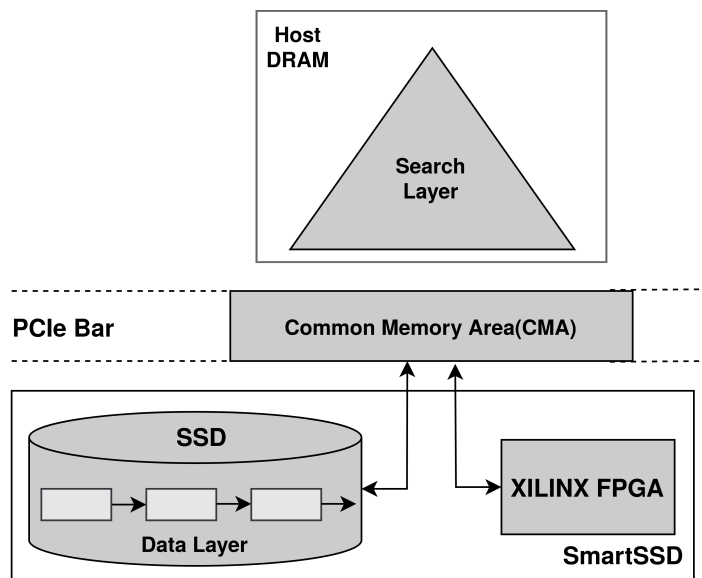 Host
DRAM
Search
Layer
PCIe Bar
Common Memory Area(CMA)
SSD
Data Layer
XILINX FPGA
SmartSSD